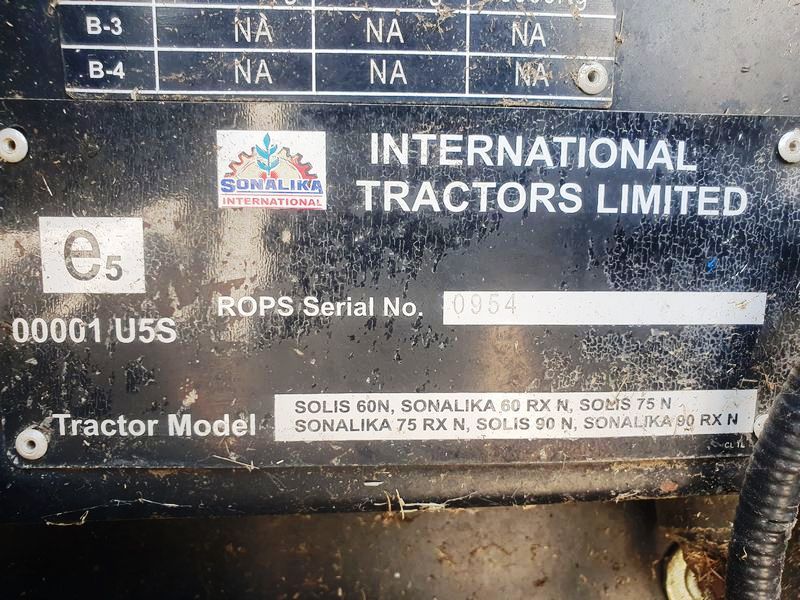 B-3 NA NA NA
B-4 NA NA NA
SONALIKA
INTERNATIONAL
INTERNATIONAL
TRACTORS LIMITED
e5
00001 U5S
ROPS Serial No. 0954
Tractor Model
SOLIS 60N, SONALIKA 60 RX N, SOLIS 75 N
SONALIKA 75 RX N, SOLIS 90 N, SONALIKA 90 RX N